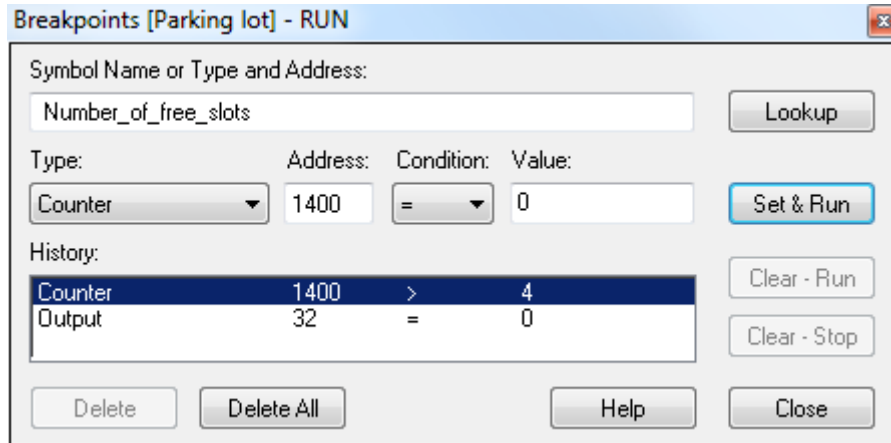 Breakpoints [Parking lot] - RUN
Symbol Name or Type and Address:
Number_of_free_slots
Lookup
Type: Address: Condition: Value:
Counter 1400 = 0
Set & Run
History:
Counter 1400 > 4
Output 32 = 0
Clear - Run
Clear - Stop
Delete Delete All Help Close